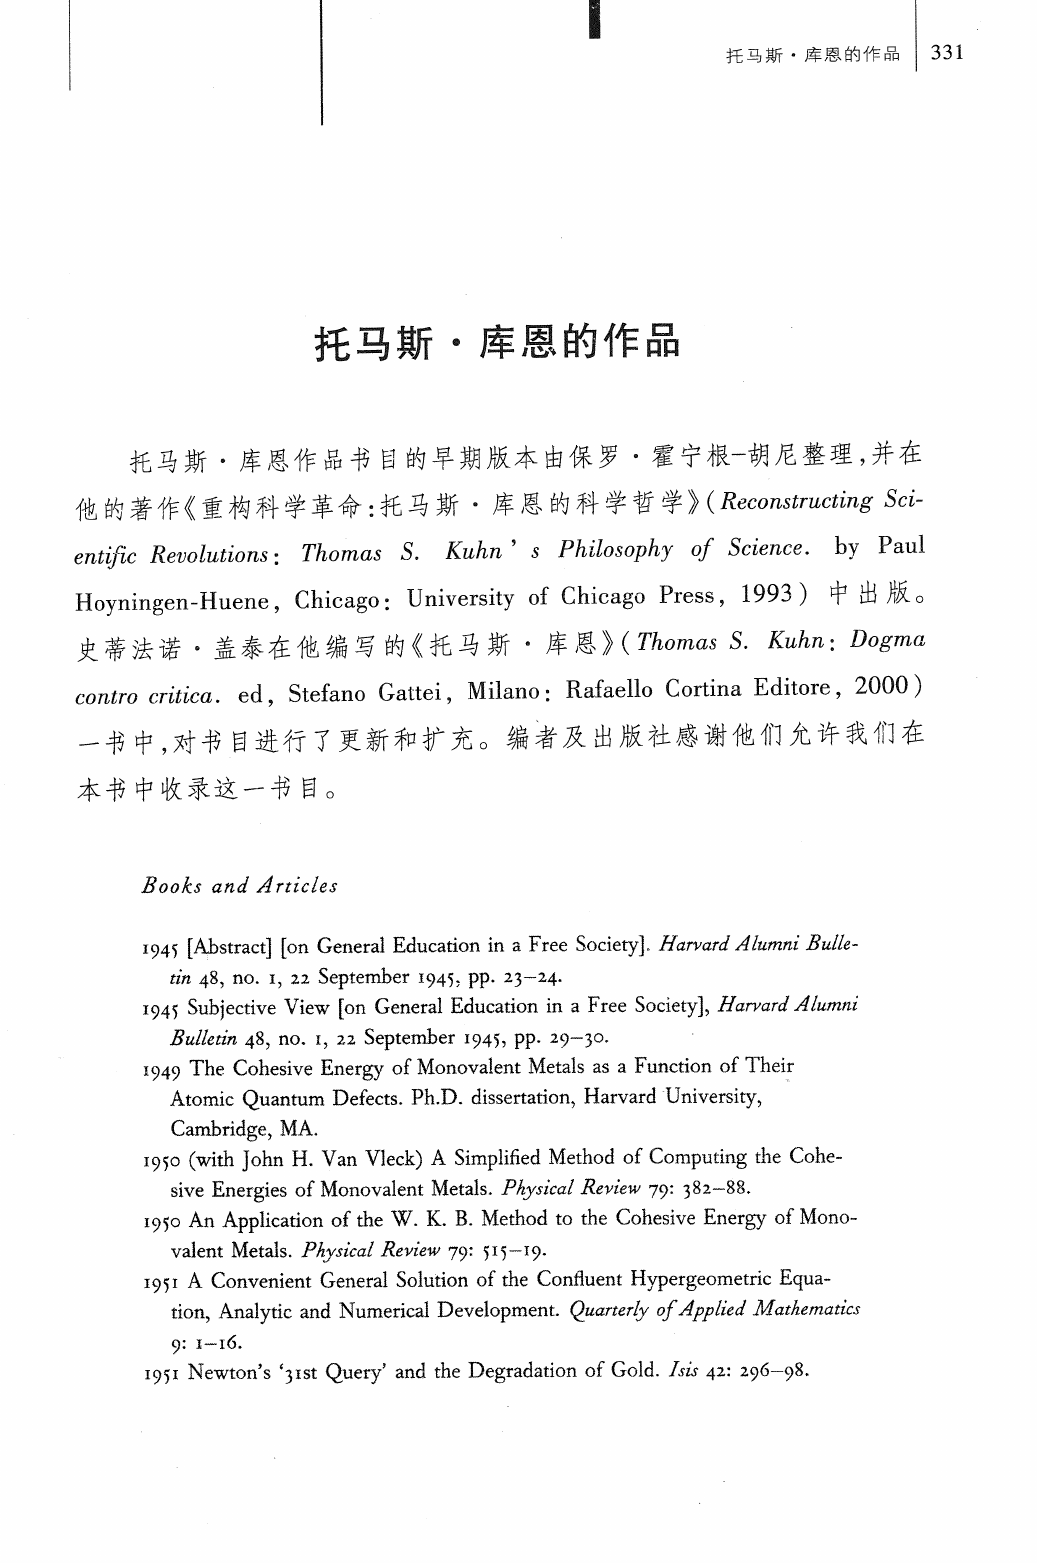 托马斯·库恩的作品 331
托马斯·库恩的作品
托马斯·库恩作品书目的早期版本由保罗·霍宁根-胡尼整理,并在
他的著作《重构科学革命:托马斯·库恩的科学哲学》(Reconstructing Sci-
entific Revolutions: Thomas S. Kuhn's Philosophy of Science. by Paul
Hoyningen-Huene, Chicago: University of Chicago Press, 1993) 中出版。
史蒂法诺·盖泰在他编写的《托马斯·库恩》(Thomas S. Kuhn: Dogma
contro critica. ed, Stefano Gattei, Milano: Rafaello Cortina Editore, 2000)
一书中,对书目进行了更新和扩充。编者及出版社感谢他们允许我们在
本书中收录这一书目。
Books and Articles
1945 [Abstract] [on General Education in a Free Society]. Harvard Alumni Bulle-
tin 48, no. 1, 22 September 1945, pp. 23–24.
1945 Subjective View [on General Education in a Free Society], Harvard Alumni
Bulletin 48, no. 1, 22 September 1945, pp. 29–30.
1949 The Cohesive Energy of Monovalent Metals as a Function of Their
Atomic Quantum Defects. Ph.D. dissertation, Harvard University,
Cambridge, MA.
1950 (with John H. Van Vleck) A Simplified Method of Computing the Cohe-
sive Energies of Monovalent Metals. Physical Review 79: 382–88.
1950 An Application of the W. K. B. Method to the Cohesive Energy of Mono-
valent Metals. Physical Review 79: 515–19.
1951 A Convenient General Solution of the Confluent Hypergeometric Equa-
tion, Analytic and Numerical Development. Quarterly of Applied Mathematics
9: 1–16.
1951 Newton's '31st Query' and the Degradation of Gold. Isis 42: 296–98.